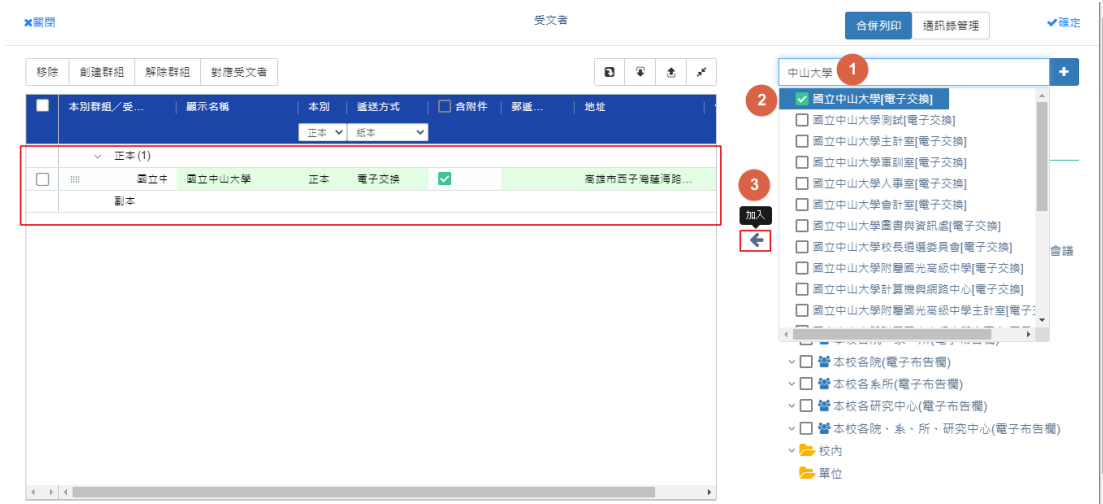 ✖關閉
受文者
合併列印 通訊錄管理
✔確定
移除 創建群組 解除群組 對應受文者
中山大學
1
本別群組／受... 顯示名稱 本別 遞送方式 含附件 郵遞... 地址
正本 紙本
正本(1)
國立中 國立中山大學 正本 電子交換 高雄市西子灣蓮海路...
副本
2
國立中山大學[電子交換]
國立中山大學測試[電子交換]
國立中山大學主計室[電子交換]
國立中山大學軍訓室[電子交換]
國立中山大學人事室[電子交換]
國立中山大學會計室[電子交換]
國立中山大學圖書與資訊處[電子交換]
國立中山大學校長遴選委員會[電子交換]
國立中山大學附屬國光高級中學[電子交換]
國立中山大學計算機與網路中心[電子交換]
國立中山大學附屬國光高級中學主計室[電子
3
加入
會議
本校各院(電子布告欄)
本校各系所(電子布告欄)
本校各研究中心(電子布告欄)
本校各院、系、所、研究中心(電子布告欄)
校內
單位